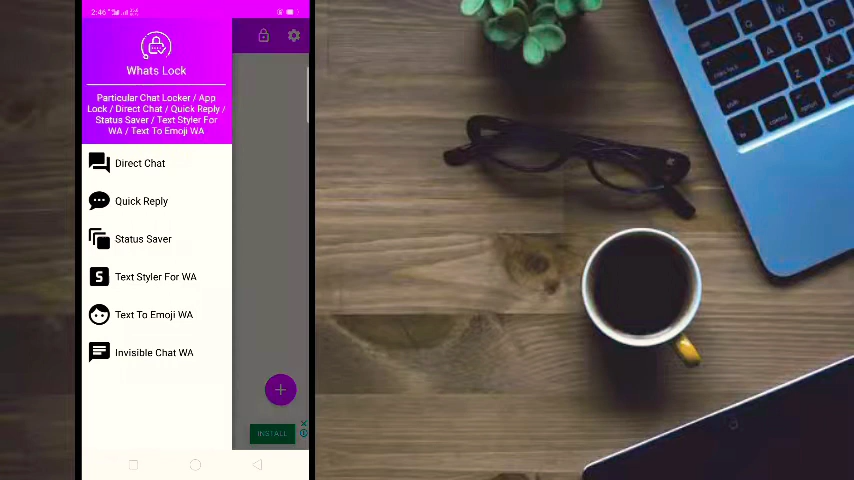 2:46
Whats Lock
Particular Chat Locker / App
Lock / Direct Chat / Quick Reply /
Status Saver / Text Styler For
WA / Text To Emoji WA
Direct Chat
Quick Reply
Status Saver
S Text Styler For WA
Text To Emoji WA
Invisible Chat WA
INSTALL